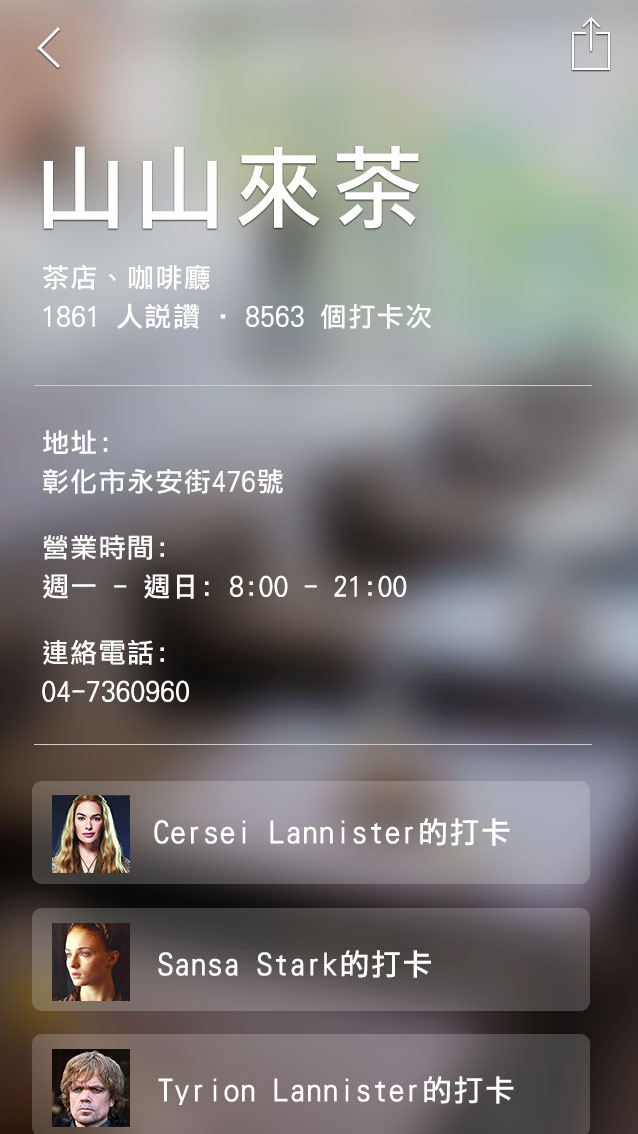 山山來茶
茶店、咖啡廳
1861 人説讚 · 8563 個打卡次
地址:
彰化市永安街476號
營業時間:
週一 - 週日: 8:00 - 21:00
連絡電話:
04-7360960
Cersei Lannister的打卡
Sansa Stark的打卡
Tyrion Lannister的打卡